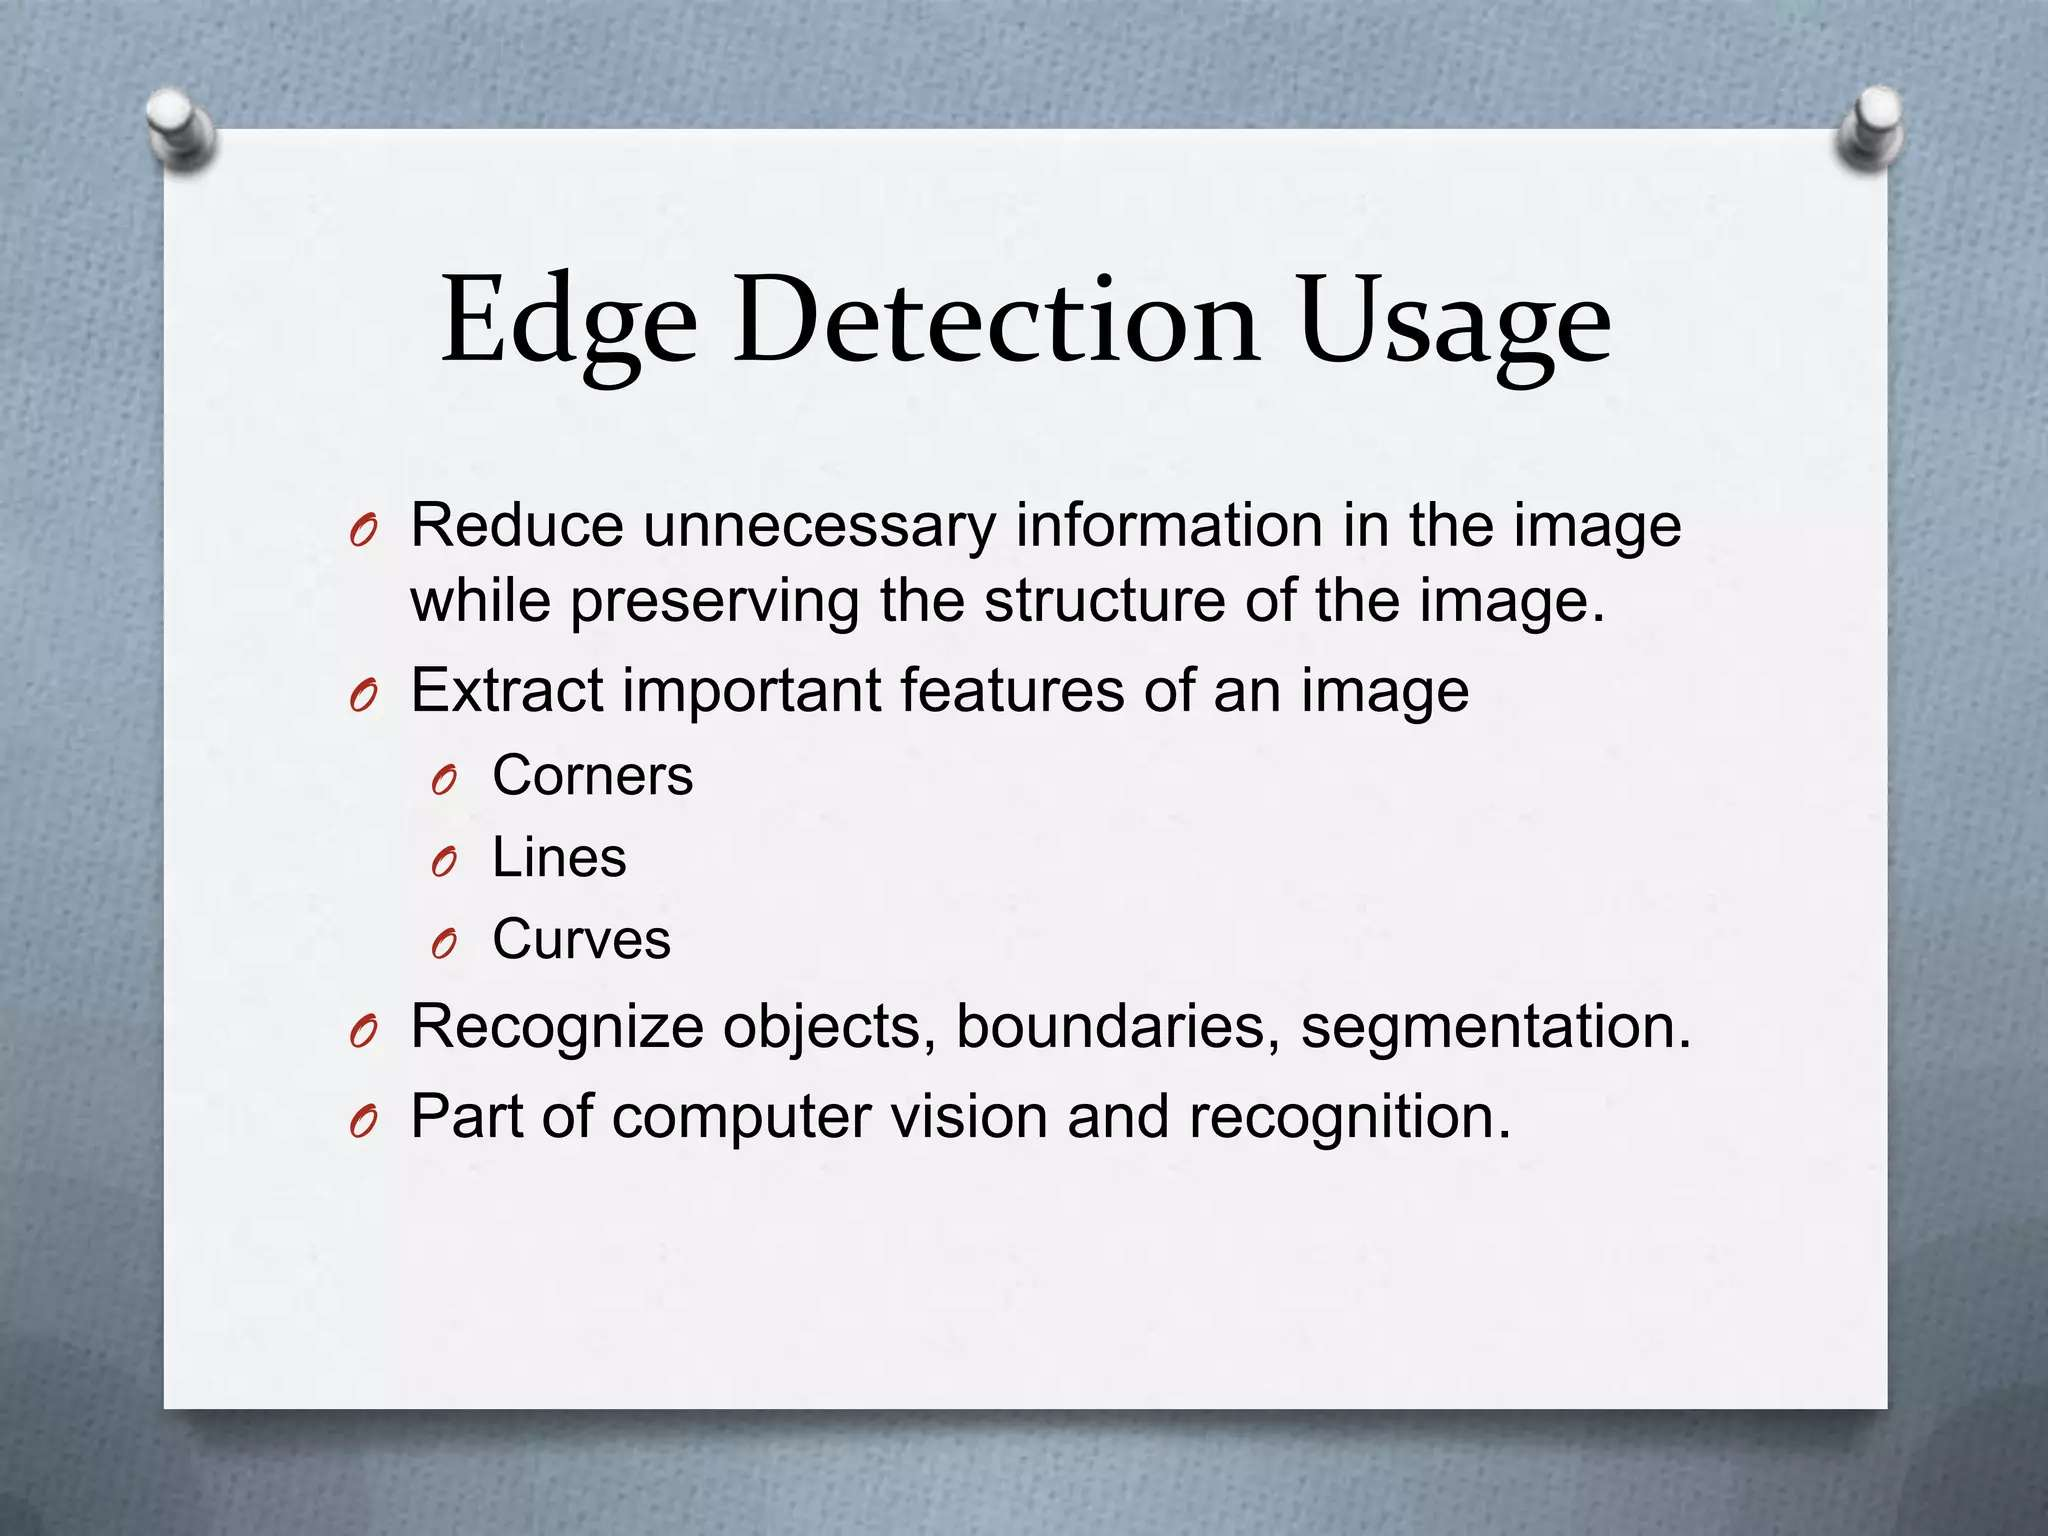 Edge Detection Usage
O Reduce unnecessary information in the image
while preserving the structure of the image.
O Extract important features of an image
O Corners
O Lines
O Curves
O Recognize objects, boundaries, segmentation.
O Part of computer vision and recognition.